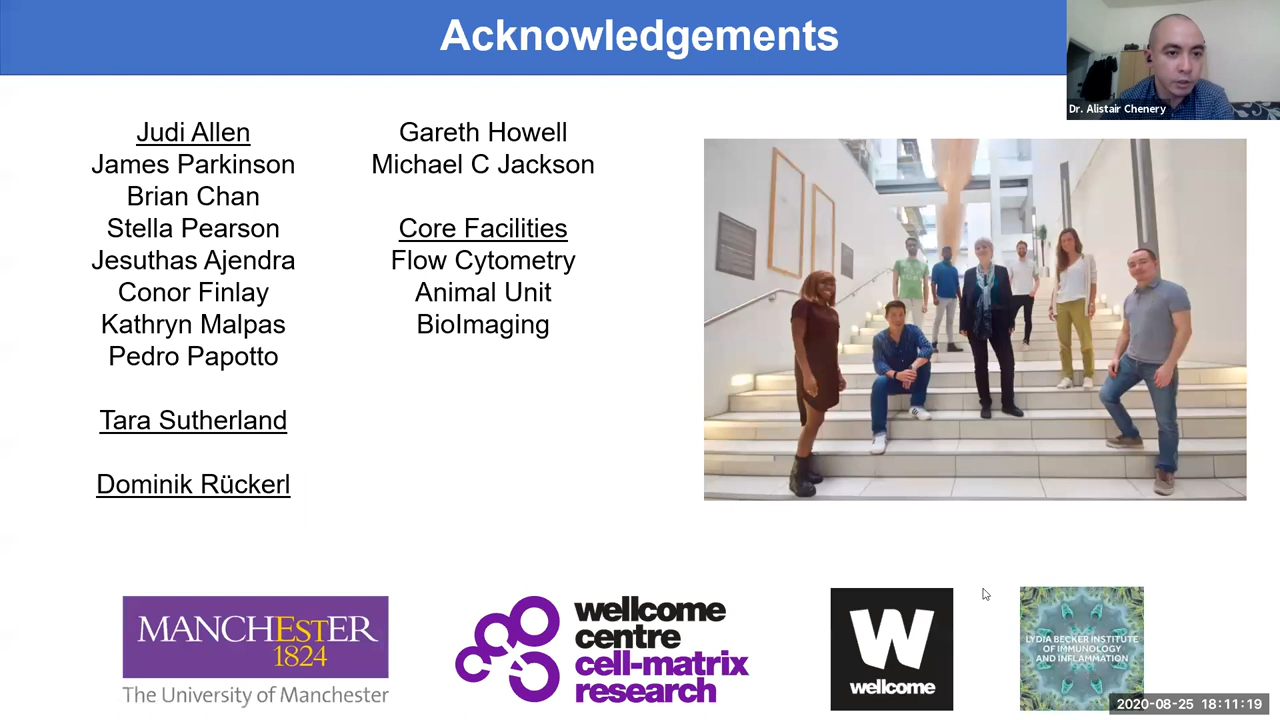 Acknowledgements
Dr. Alistair Chenery
Judi Allen
James Parkinson
Brian Chan
Stella Pearson
Jesuthas Ajendra
Conor Finlay
Kathryn Malpas
Pedro Papotto
Tara Sutherland
Dominik Rückerl
Gareth Howell
Michael C Jackson
Core Facilities
Flow Cytometry
Animal Unit
BioImaging
MANCHESTER
1824
The University of Manchester
wellcome
centre
cell-matrix
research
W
wellcome
LYDIA BECKER INSTITUTE
OF IMMUNOLOGY
AND INFLAMMATION
2020-08-25 18:11:19